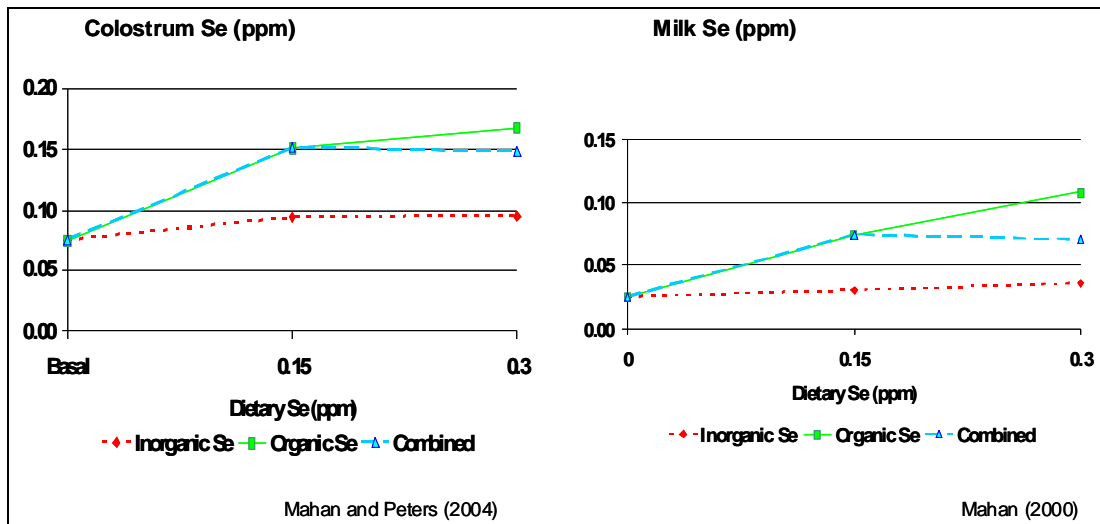 Colostrum Se (ppm)
0.20
0.15
0.10
0.05
0.00
Basal 0.15 0.3
Dietary Se (ppm)
Inorganic Se Organic Se Combined
Mahan and Peters (2004)
Milk Se (ppm)
0.15
0.10
0.05
0.00
0 0.15 0.3
Dietary Se (ppm)
Inorganic Se Organic Se Combined
Mahan (2000)